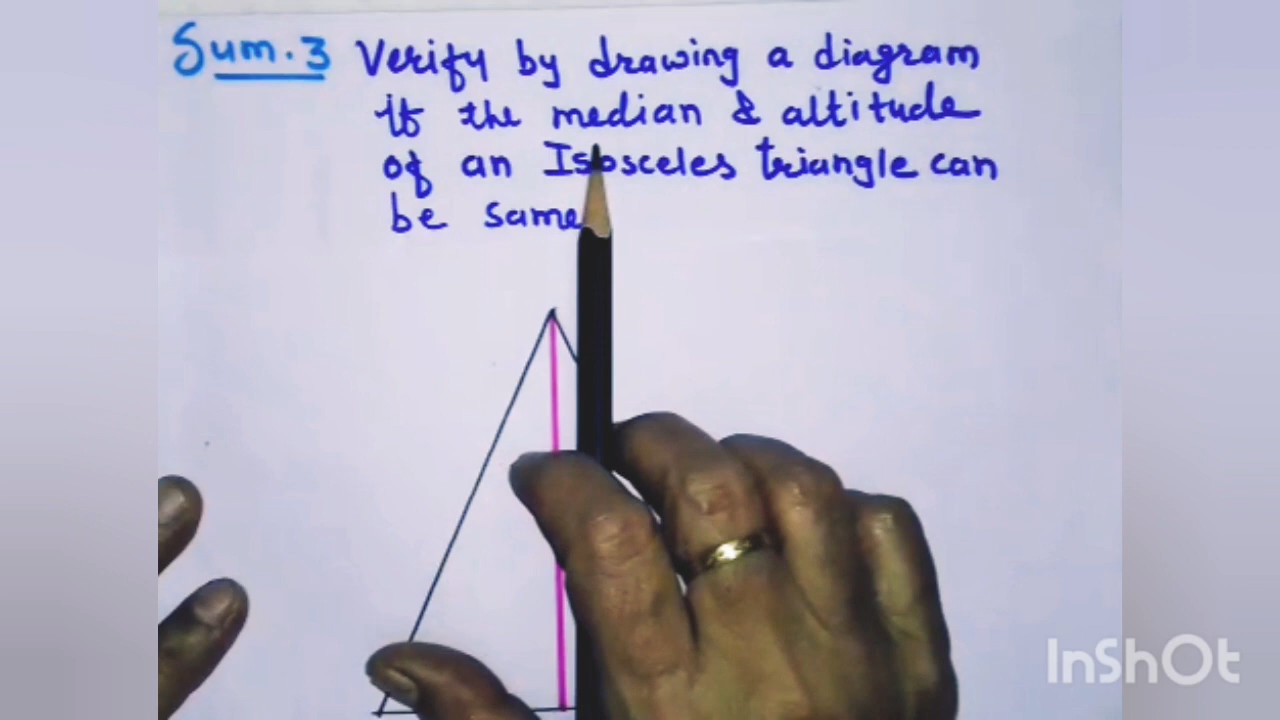 Sum.3 Verify by drawing a diagram
if the median & altitude
of an Isosceles triangle can
be same
InShOt